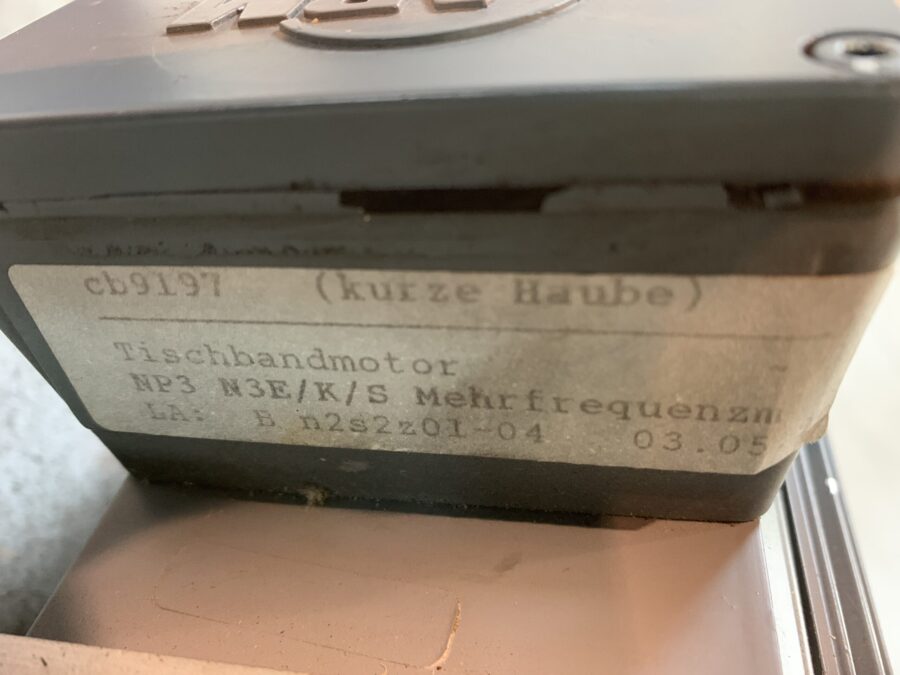 cb9197 (kurze Haube)
Tischbandmotor
NP3 N3E/K/S Mehrfrequenzm
LA: B n2s2z01-04 03.05